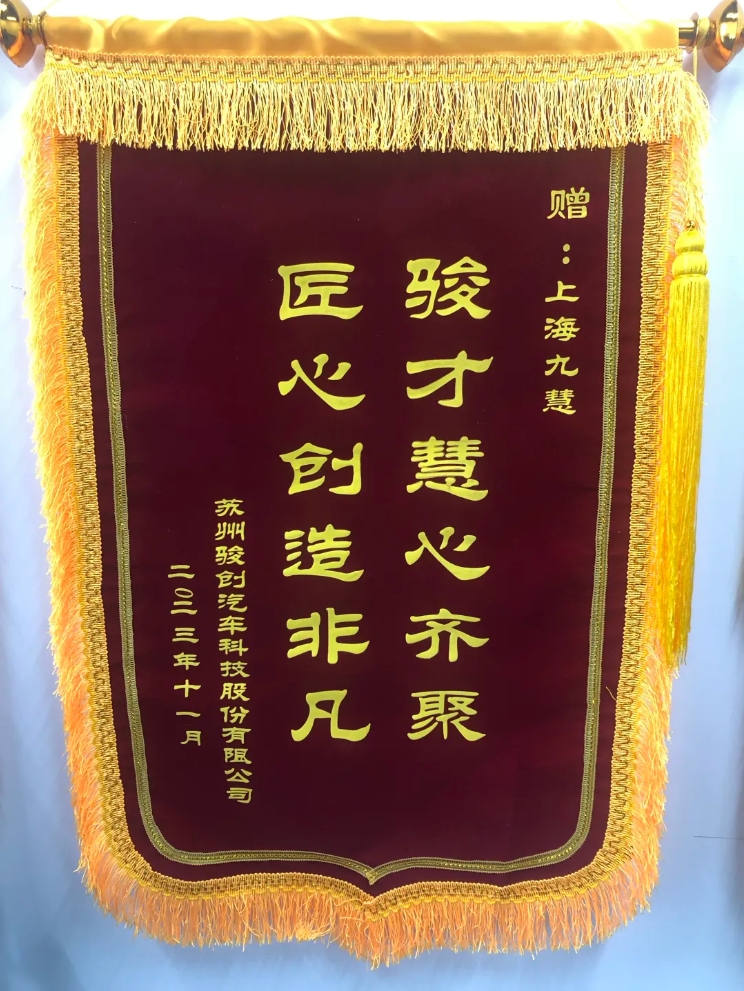 赠：上海九慧
骏才慧心齐聚
匠心创造非凡
苏州骏创汽车科技股份有限公司
二〇二三年十一月